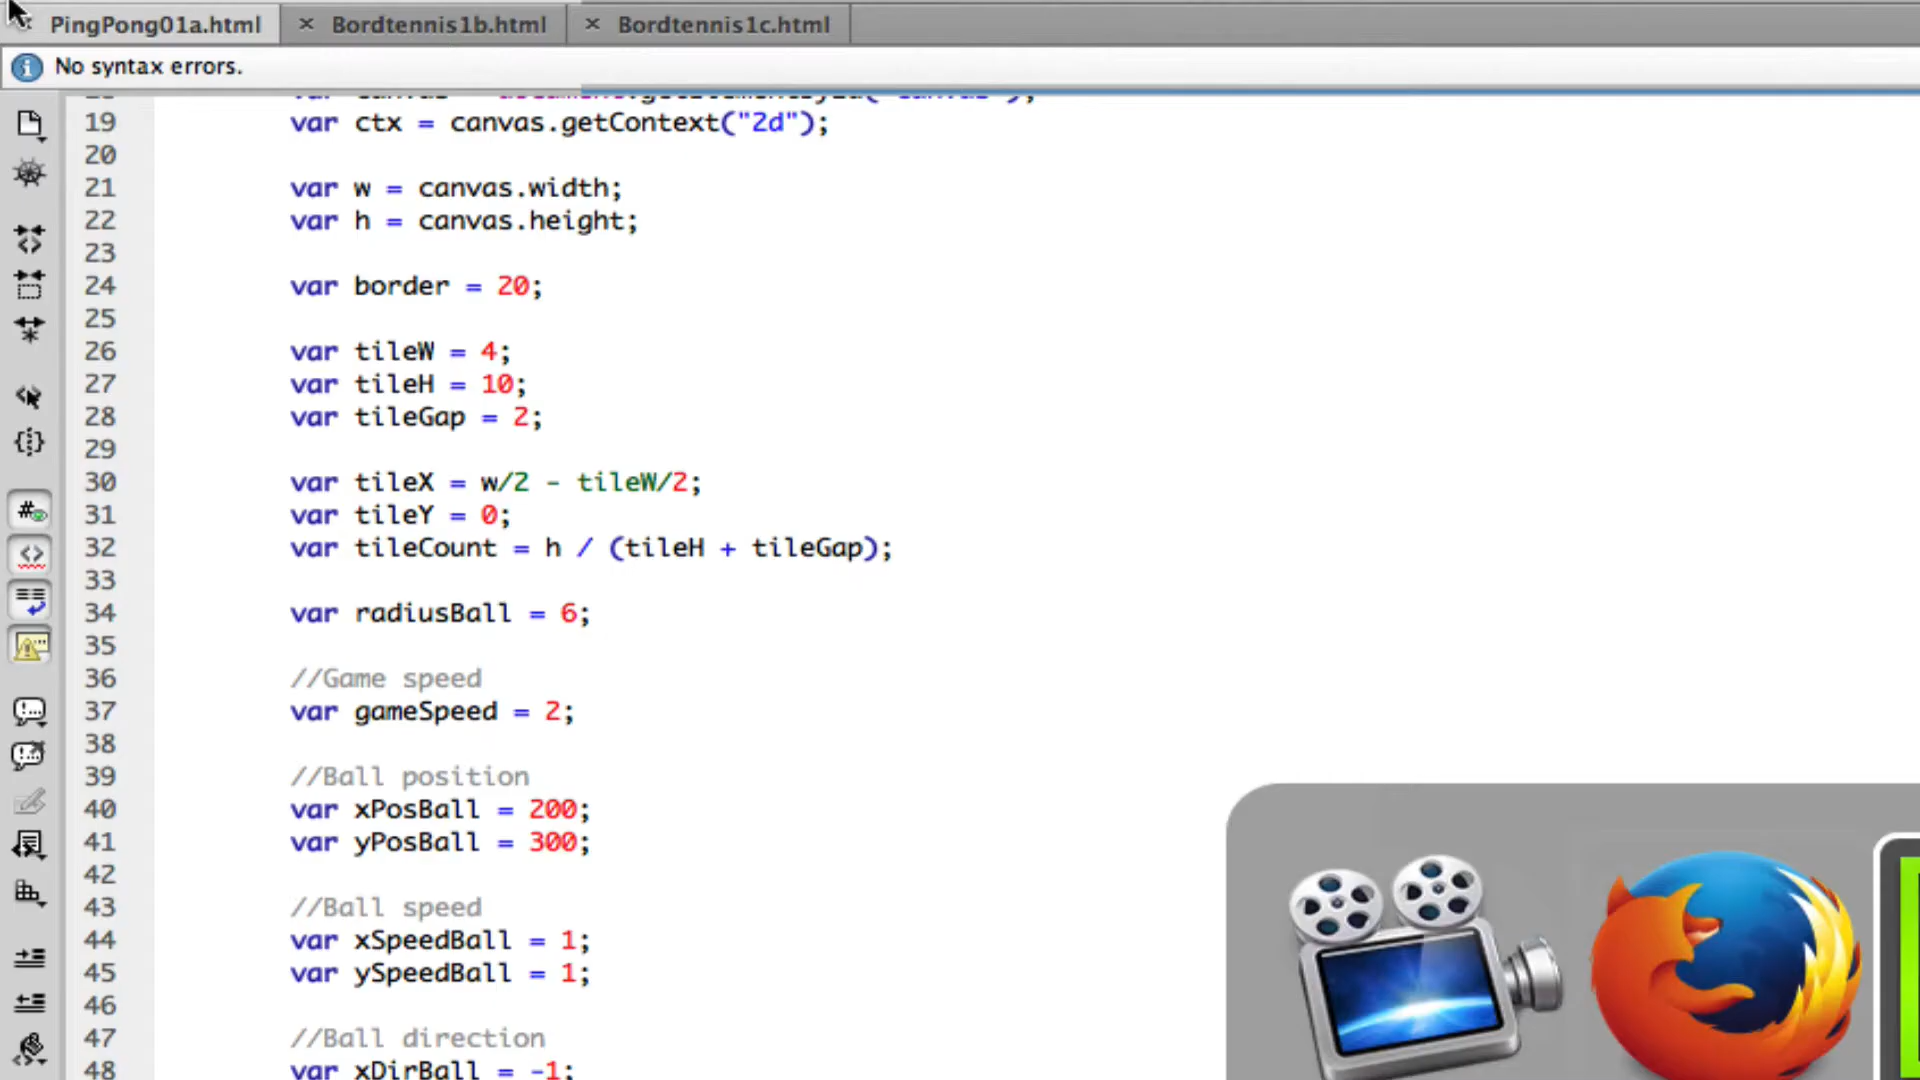 PingPong01a.html × Bordtennis1b.html × Bordtennis1c.html
No syntax errors.
19 var ctx = canvas.getContext("2d");
20
21 var w = canvas.width;
22 var h = canvas.height;
23
24 var border = 20;
25
26 var tileW = 4;
27 var tileH = 10;
28 var tileGap = 2;
29
30 var tileX = w/2 - tileW/2;
31 var tileY = 0;
32 var tileCount = h / (tileH + tileGap);
33
34 var radiusBall = 6;
35
36 //Game speed
37 var gameSpeed = 2;
38
39 //Ball position
40 var xPosBall = 200;
41 var yPosBall = 300;
42
43 //Ball speed
44 var xSpeedBall = 1;
45 var ySpeedBall = 1;
46
47 //Ball direction
48 var xDirBall = -1;